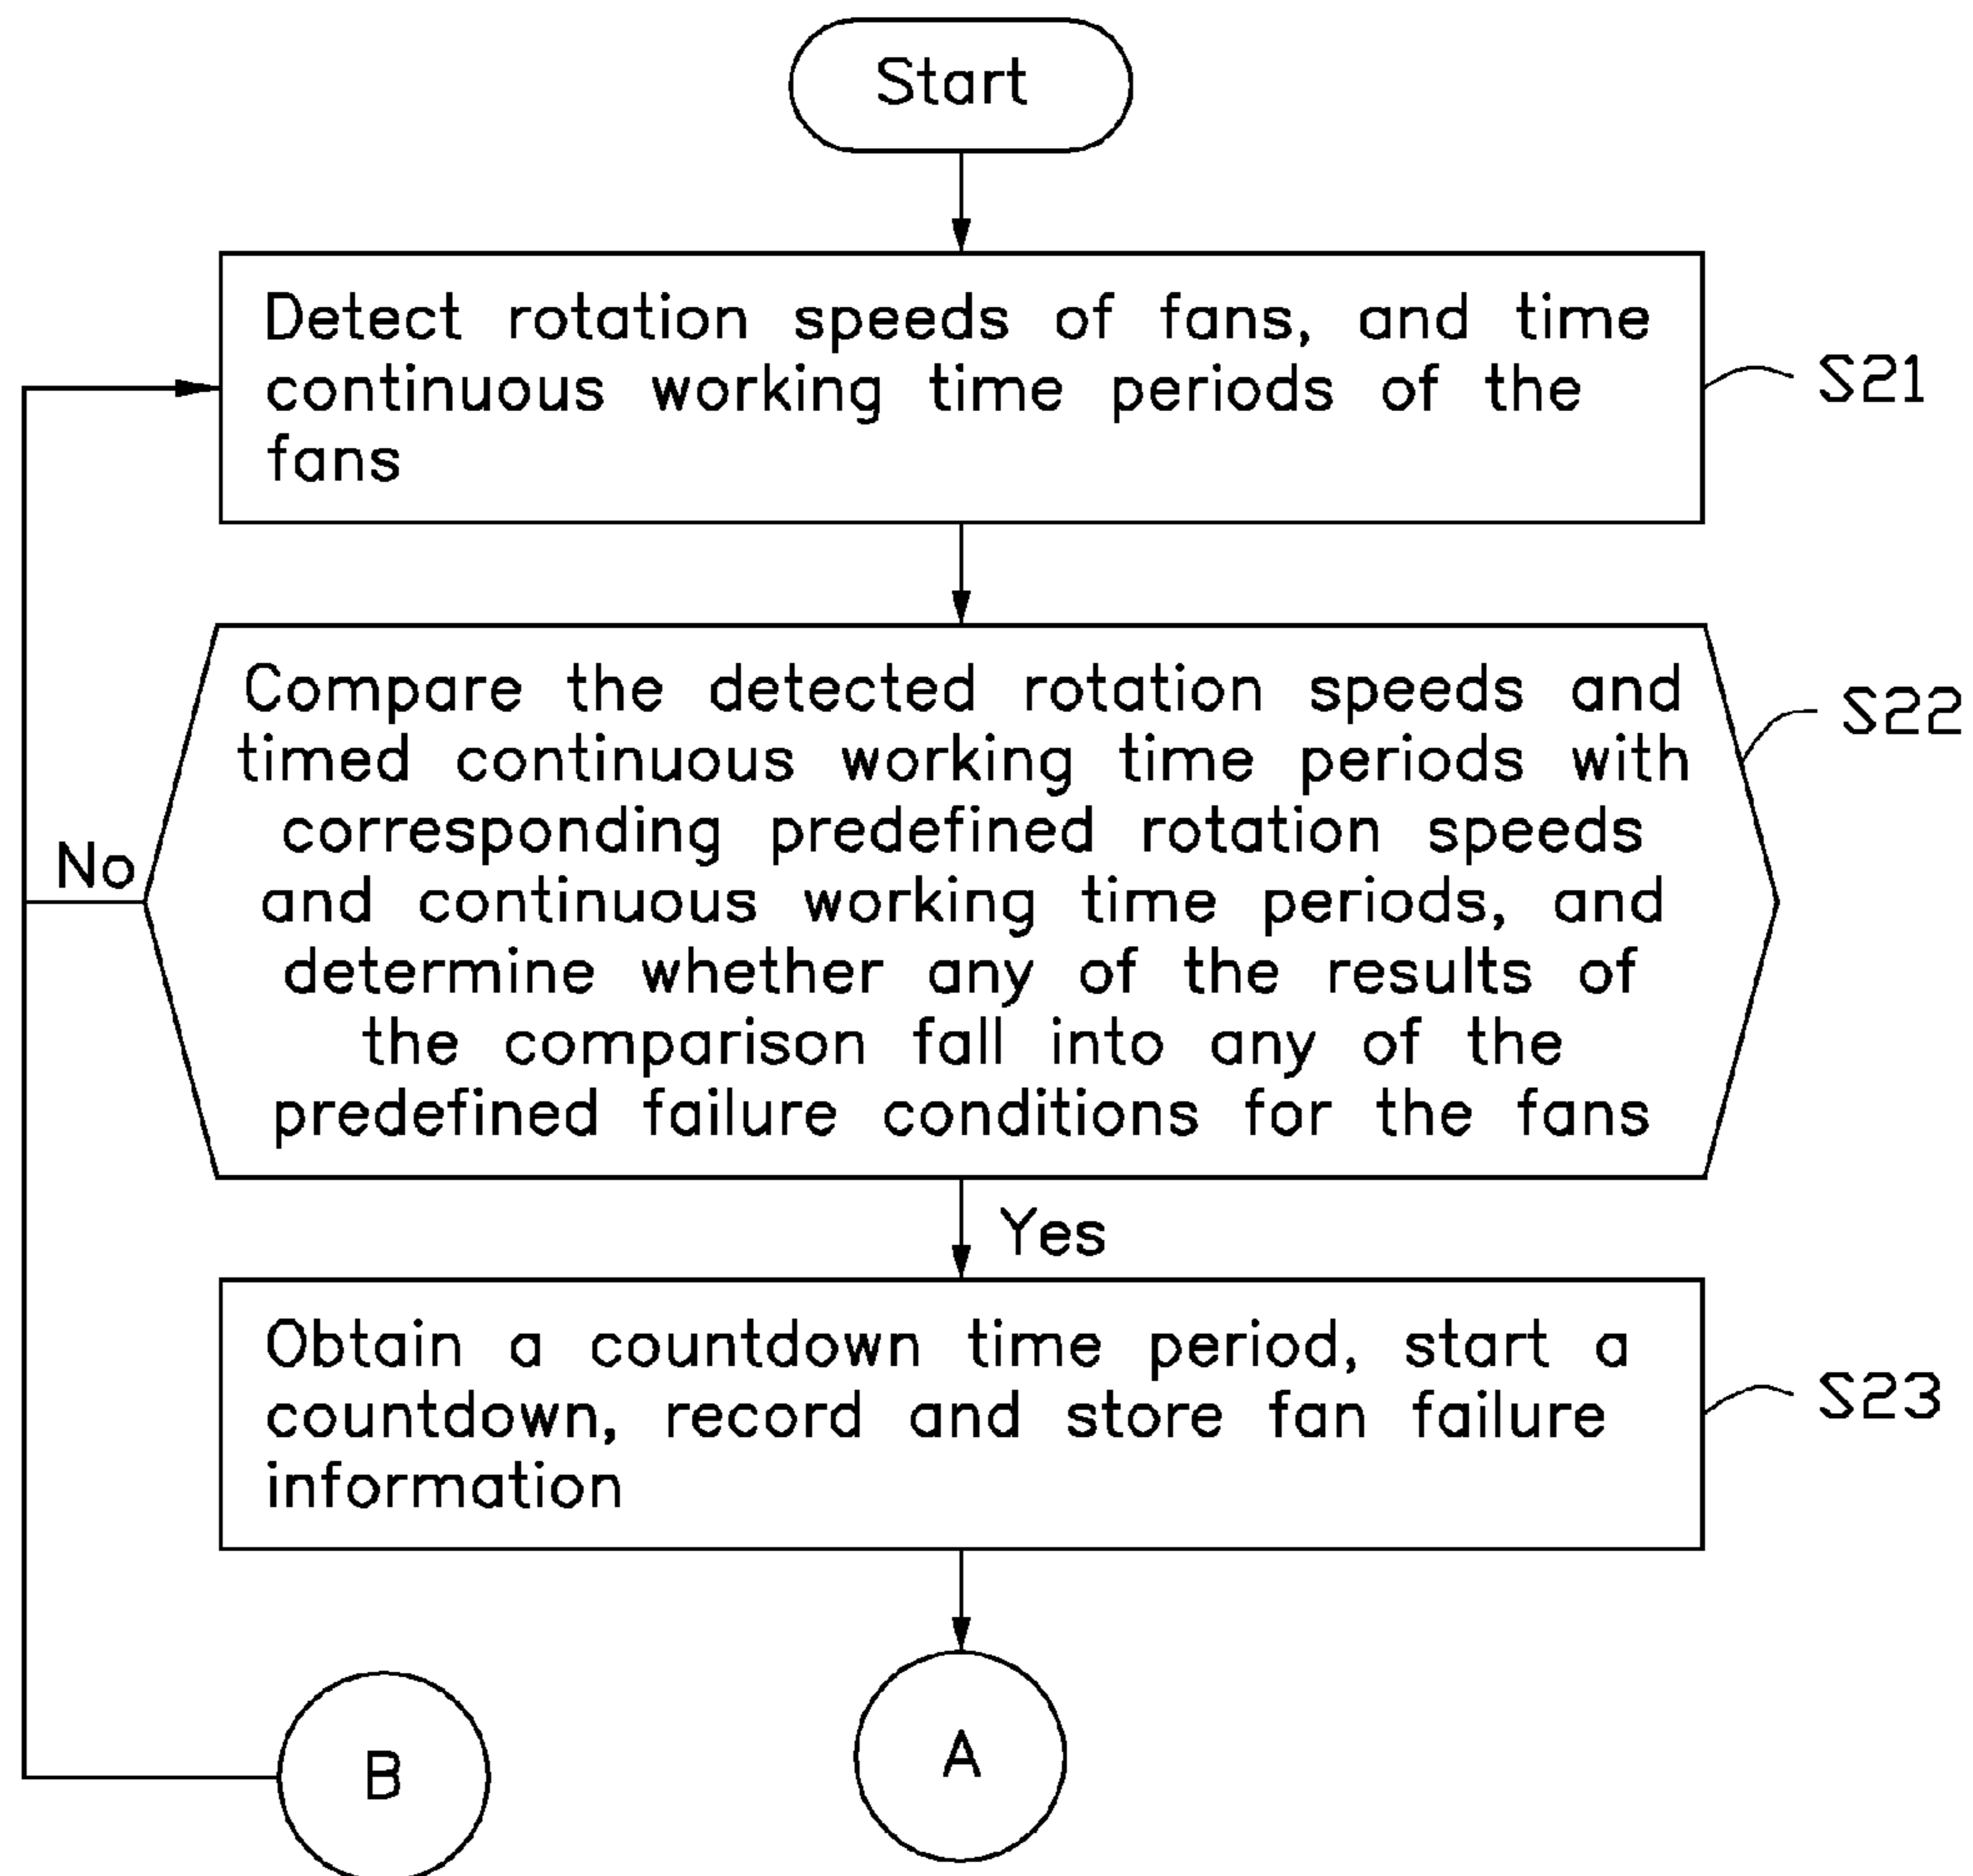 Start
Detect rotation speeds of fans, and time
continuous working time periods of the
fans
S21
Compare the detected rotation speeds and
timed continuous working time periods with
corresponding predefined rotation speeds
and continuous working time periods, and
determine whether any of the results of
the comparison fall into any of the
predefined failure conditions for the fans
S22
No
Yes
Obtain a countdown time period, start a
countdown, record and store fan failure
information
S23
B
A